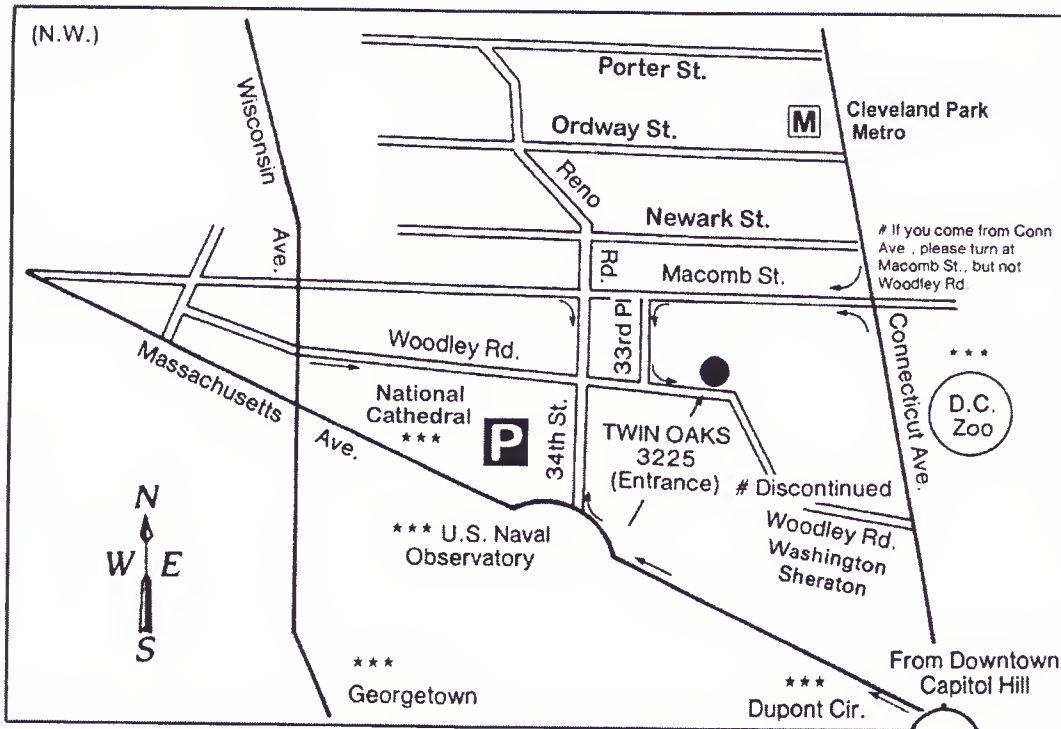 (N.W.)
Wisconsin
Ave.
Porter St.
Ordway St.
M
Cleveland Park
Metro
Reno
Rd.
Newark St.
# If you come from Conn
Ave , please turn at
Macomb St., but not
Woodley Rd.
Macomb St.
33rd Pl
Woodley Rd.
Massachusetts
Ave.
National
Cathedral
***
P
34th St.
TWIN OAKS
3225
(Entrance)
# Discontinued
Woodley Rd.
Washington
Sheraton
Connecticut Ave.
***
D.C.
Zoo
*** U.S. Naval
Observatory
N
W E
S
***
Georgetown
***
Dupont Cir.
From Downtown
Capitol Hill